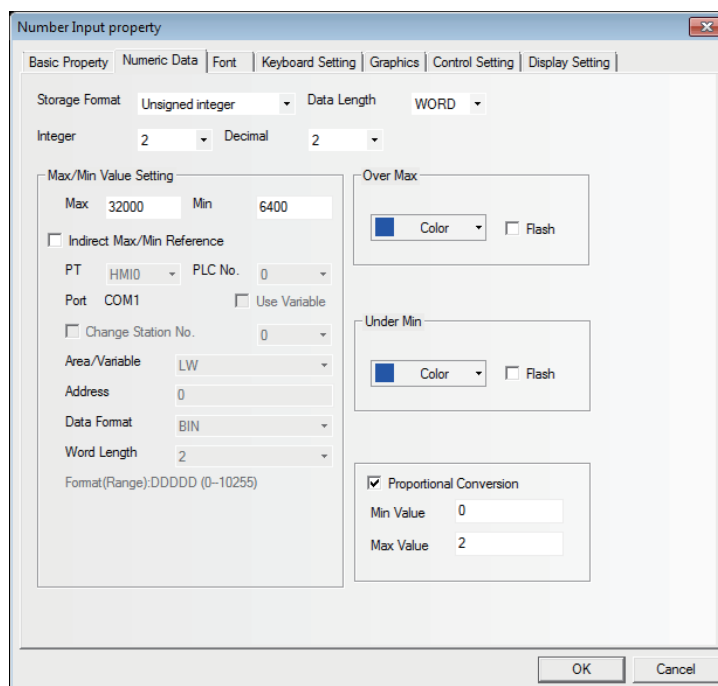 Number Input property
Basic Property Numeric Data Font Keyboard Setting Graphics Control Setting Display Setting
Storage Format Unsigned integer Data Length WORD
Integer 2 Decimal 2
Max/Min Value Setting
Max 32000 Min 6400
Indirect Max/Min Reference
PT HMI0 PLC No. 0
Port COM1 Use Variable
Change Station No. 0
Area/Variable LW
Address 0
Data Format BIN
Word Length 2
Format(Range):DDDDD (0--10255)
Over Max
Color Flash
Under Min
Color Flash
Proportional Conversion
Min Value 0
Max Value 2
OK Cancel